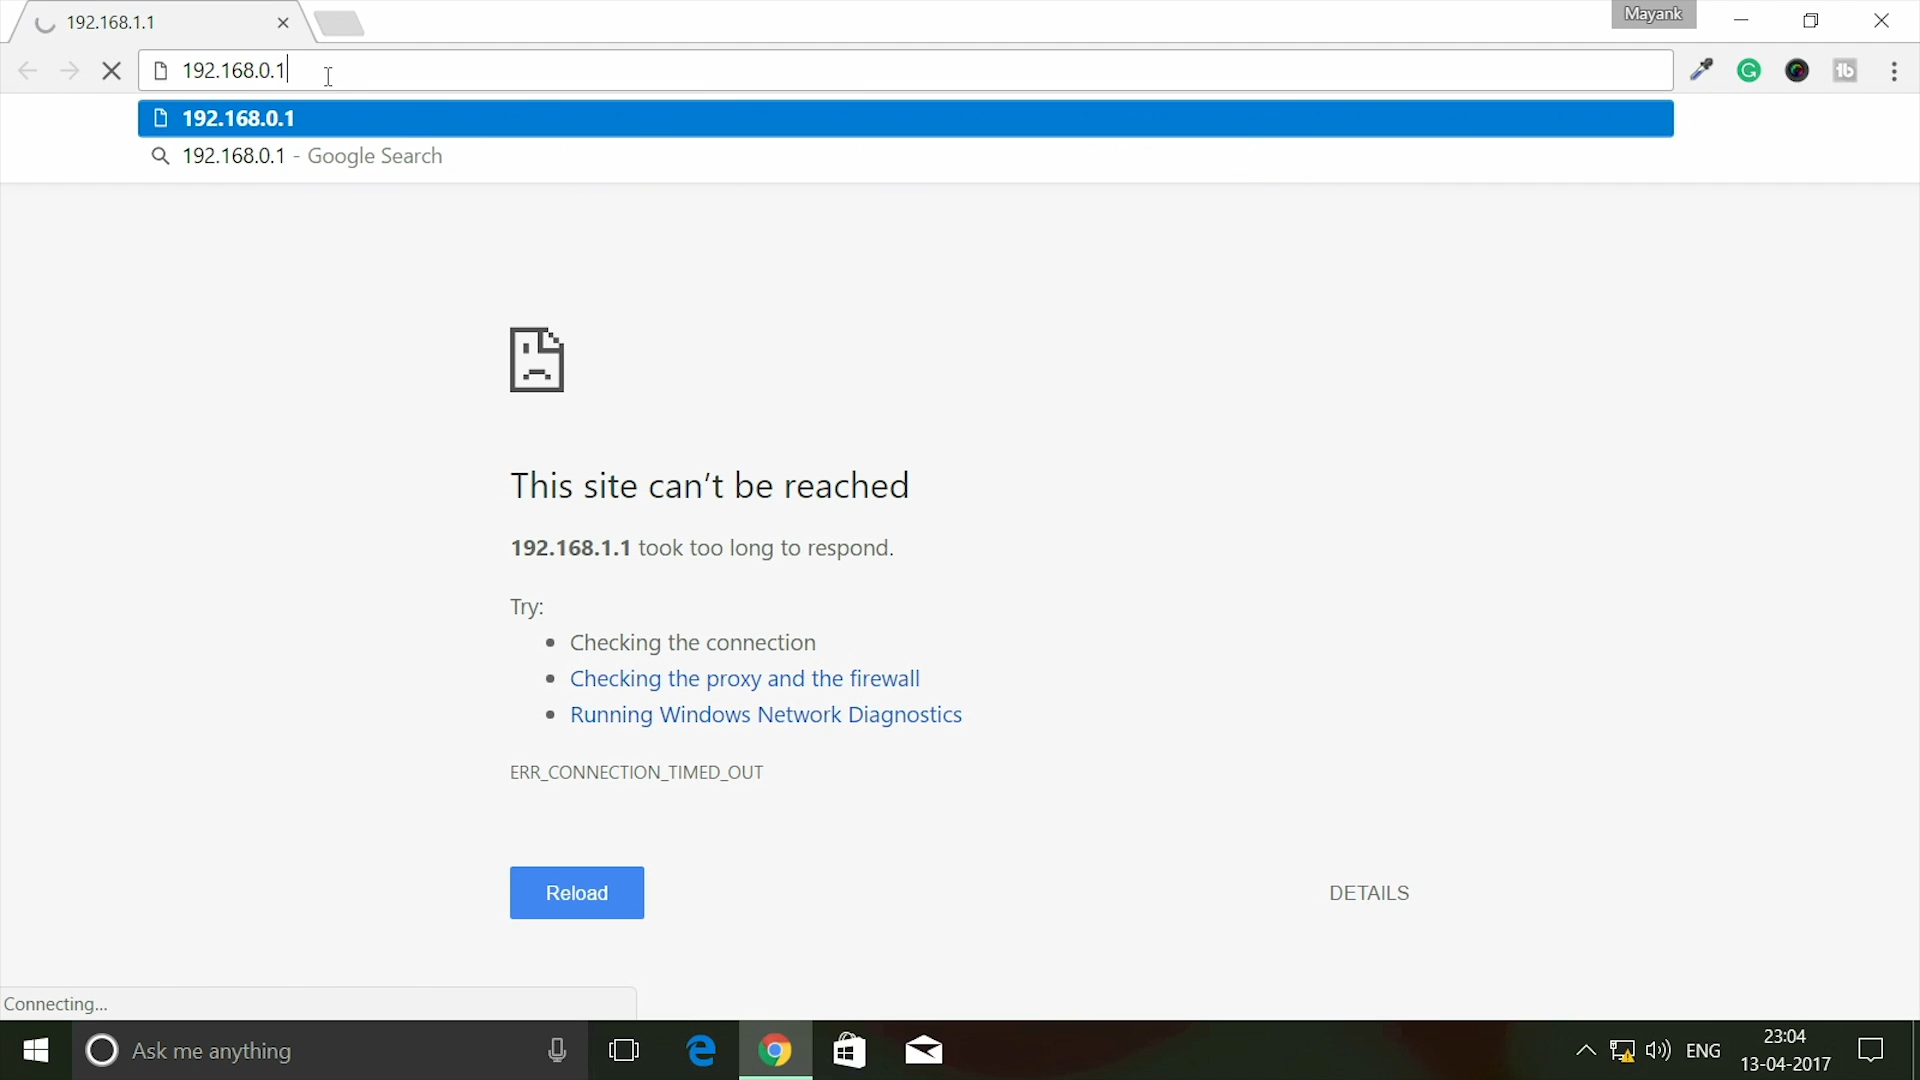 192.168.1.1
Mayank
192.168.0.1
192.168.0.1
192.168.0.1 - Google Search
This site can't be reached
192.168.1.1 took too long to respond.
Try:
Checking the connection
Checking the proxy and the firewall
Running Windows Network Diagnostics
ERR_CONNECTION_TIMED_OUT
Reload
DETAILS
Connecting...
Ask me anything
ENG
23:04
13-04-2017